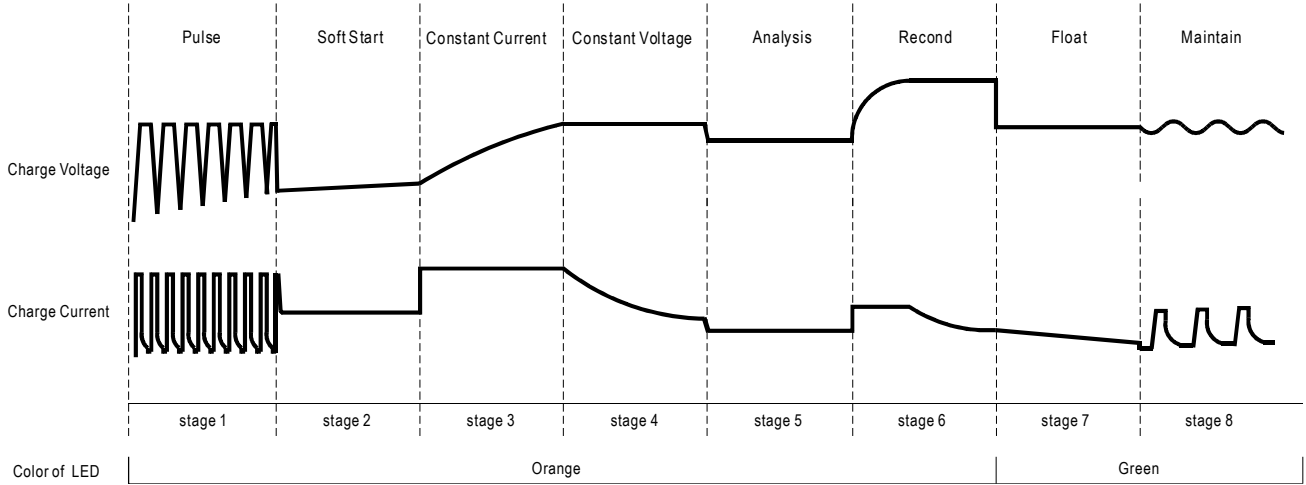 Pulse Soft Start Constant Current Constant Voltage Analysis Recond Float Maintain
Charge Voltage
Charge Current
stage 1 stage 2 stage 3 stage 4 stage 5 stage 6 stage 7 stage 8
Color of LED Orange Green